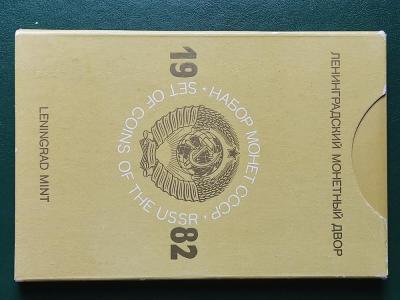 ЛЕНИНГРАДСКИЙ МОНЕТНЫЙ ДВОР
19 82
· НАБОР МОНЕТ СССР ·
SET OF COINS OF THE USSR
LENINGRAD MINT